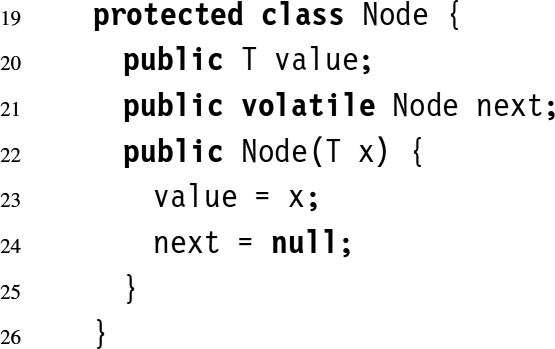 19 protected class Node {
20 public T value;
21 public volatile Node next;
22 public Node(T x) {
23 value = x;
24 next = null;
25 }
26 }